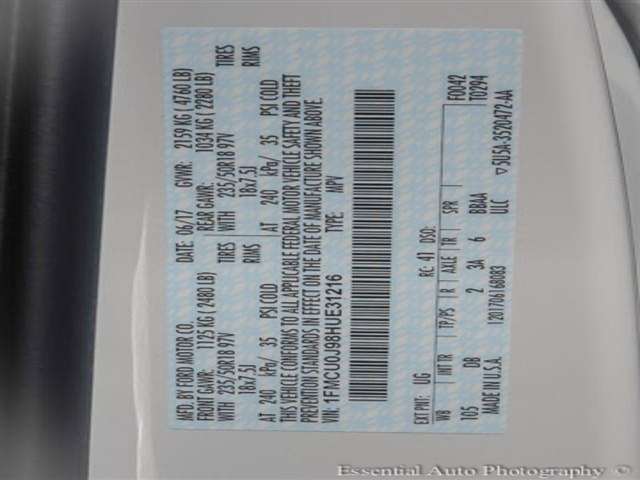 MFD. BY FORD MOTOR CO. DATE: 06/17 GVWR: 2159 KG ( 4760 LB)
FRONT GAWR: 1125 KG ( 2480 LB) REAR GAWR: 1034 KG ( 2280 LB)
WITH 235/50R18 97V TIRES WITH 235/50R18 97V TIRES
18x7.5J RIMS 18x7.5J RIMS
AT 240 kPa/ 35 PSI COLD AT 240 kPa/ 35 PSI COLD
THIS VEHICLE CONFORMS TO ALL APPLICABLE FEDERAL MOTOR VEHICLE SAFETY AND THEFT
PREVENTION STANDARDS IN EFFECT ON THE DATE OF MANUFACTURE SHOWN ABOVE.
VIN: 1FMCU0J98HUE31216 TYPE: MPV
F0042
T0294
EXT PNT: UG RC: 41 DSO:
WB INT TR TP/PS R AXLE TR SPR
105 DB 2 3A 6 BBAA
1201706168083 ULC
MADE IN U.S.A. ▽5U5A-3520472-AA
Essential Auto Photography ©